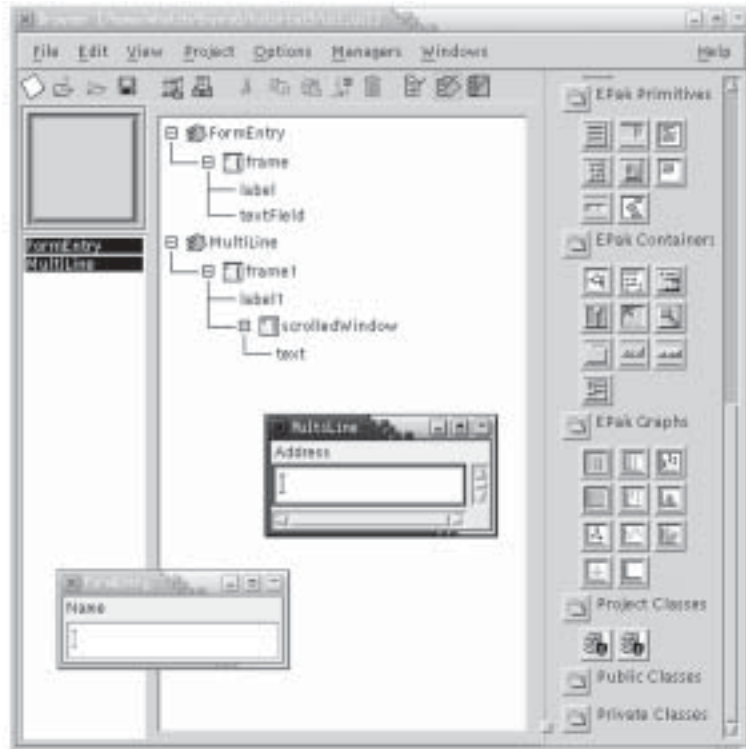 File Edit View Project Options Managers Windows Help
FormEntry
MultiLine
FormEntry
frame
label
textField
MultiLine
frame1
label1
scrolledWindow
text
MultiLine
Address
Name
EPak Primitives
EPak Containers
EPak Graphs
Project Classes
Public Classes
Private Classes